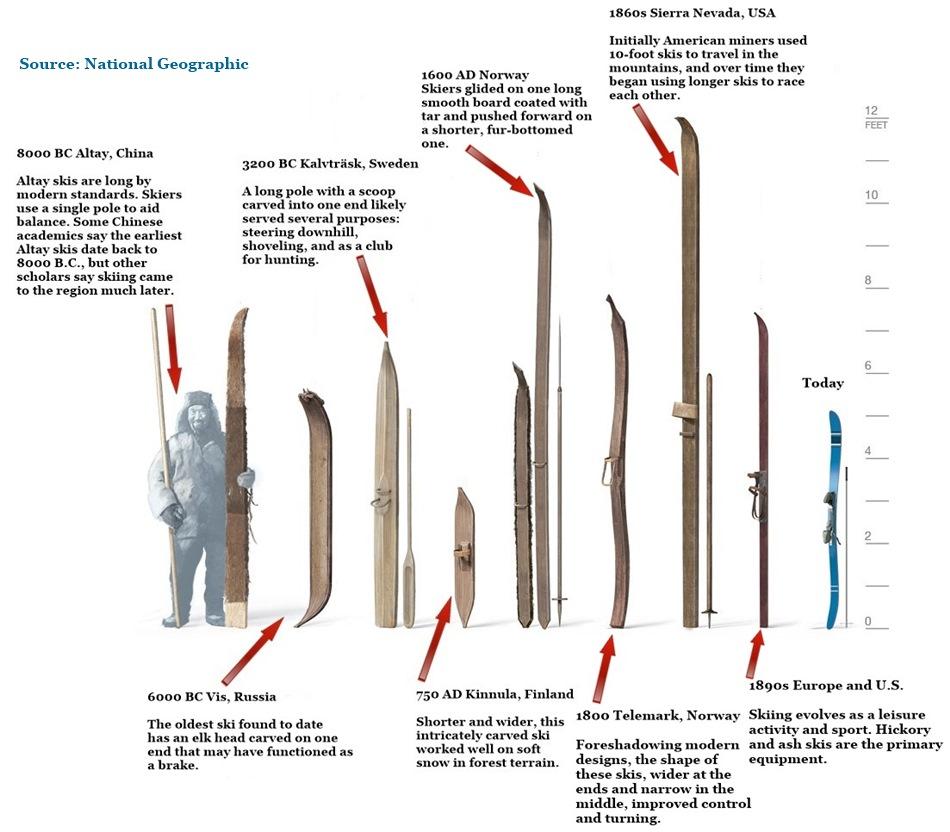 Source: National Geographic
8000 BC Altay, China
Altay skis are long by
modern standards. Skiers
use a single pole to aid
balance. Some Chinese
academics say the earliest
Altay skis date back to
8000 B.C., but other
scholars say skiing came
to the region much later.
3200 BC Kalvträsk, Sweden
A long pole with a scoop
carved into one end likely
served several purposes:
steering downhill,
shoveling, and as a club
for hunting.
1600 AD Norway
Skiers glided on one long
smooth board coated with
tar and pushed forward on
a shorter, fur-bottomed
one.
1860s Sierra Nevada, USA
Initially American miners used
10-foot skis to travel in the
mountains, and over time they
began using longer skis to race
each other.
Today
12
FEET
10
8
6
4
2
0
6000 BC Vis, Russia
The oldest ski found to date
has an elk head carved on one
end that may have functioned as
a brake.
750 AD Kinnula, Finland
Shorter and wider, this
intricately carved ski
worked well on soft
snow in forest terrain.
1800 Telemark, Norway
Foreshadowing modern
designs, the shape of
these skis, wider at the
ends and narrow in the
middle, improved control
and turning.
1890s Europe and U.S.
Skiing evolves as a leisure
activity and sport. Hickory
and ash skis are the primary
equipment.